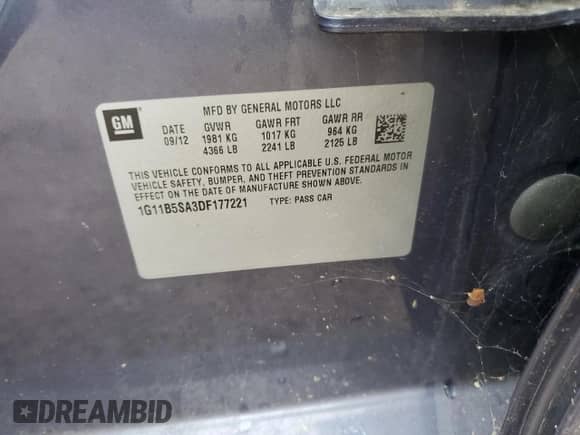 GM
MFD BY GENERAL MOTORS LLC
DATE GVWR GAWR FRT GAWR RR
09/12 1981 KG 1017 KG 964 KG
4366 LB 2241 LB 2125 LB
THIS VEHICLE CONFORMS TO ALL APPLICABLE U.S. FEDERAL MOTOR
VEHICLE SAFETY, BUMPER, AND THEFT PREVENTION STANDARDS IN
EFFECT ON THE DATE OF MANUFACTURE SHOWN ABOVE.
1G11B5SA3DF177221 TYPE: PASS CAR
DREAMBID